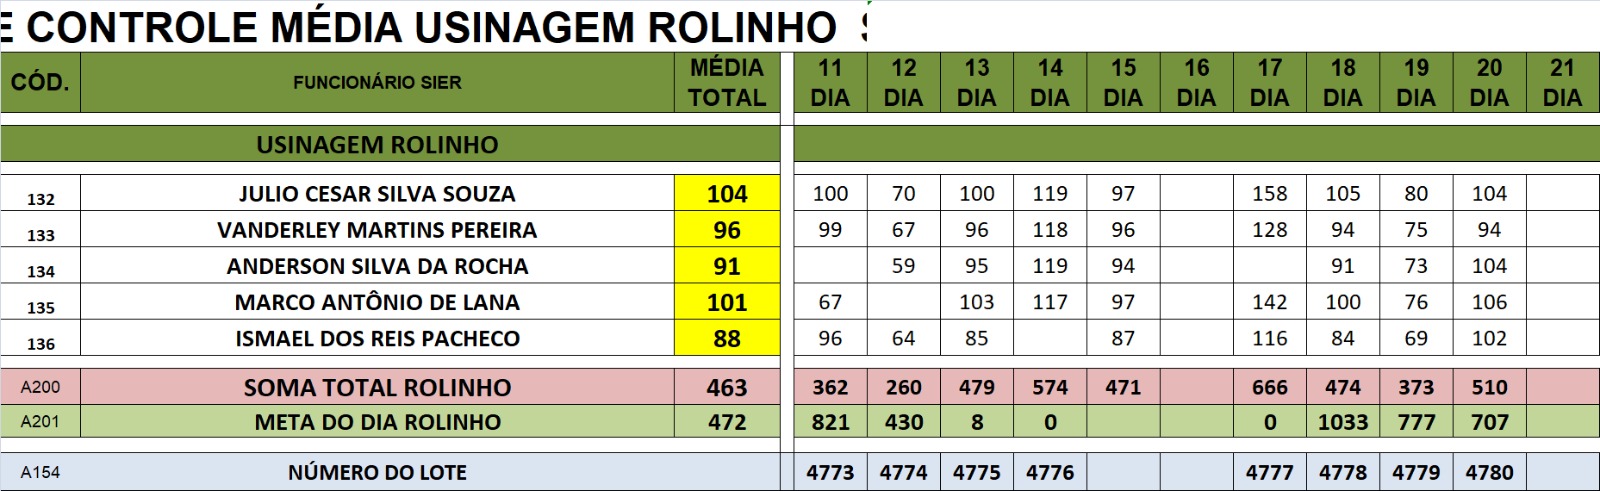 E CONTROLE MÉDIA USINAGEM ROLINHO
CÓD. FUNCIONÁRIO SIER MÉDIA TOTAL 11 DIA 12 DIA 13 DIA 14 DIA 15 DIA 16 DIA 17 DIA 18 DIA 19 DIA 20 DIA 21 DIA
USINAGEM ROLINHO
132 JULIO CESAR SILVA SOUZA 104 100 70 100 119 97 158 105 80 104
133 VANDERLEY MARTINS PEREIRA 96 99 67 96 118 96 128 94 75 94
134 ANDERSON SILVA DA ROCHA 91 59 95 119 94 91 73 104
135 MARCO ANTÔNIO DE LANA 101 67 103 117 97 142 100 76 106
136 ISMAEL DOS REIS PACHECO 88 96 64 85 87 116 84 69 102
A200 SOMA TOTAL ROLINHO 463 362 260 479 574 471 666 474 373 510
A201 META DO DIA ROLINHO 472 821 430 8 0 0 1033 777 707
A154 NÚMERO DO LOTE 4773 4774 4775 4776 4777 4778 4779 4780